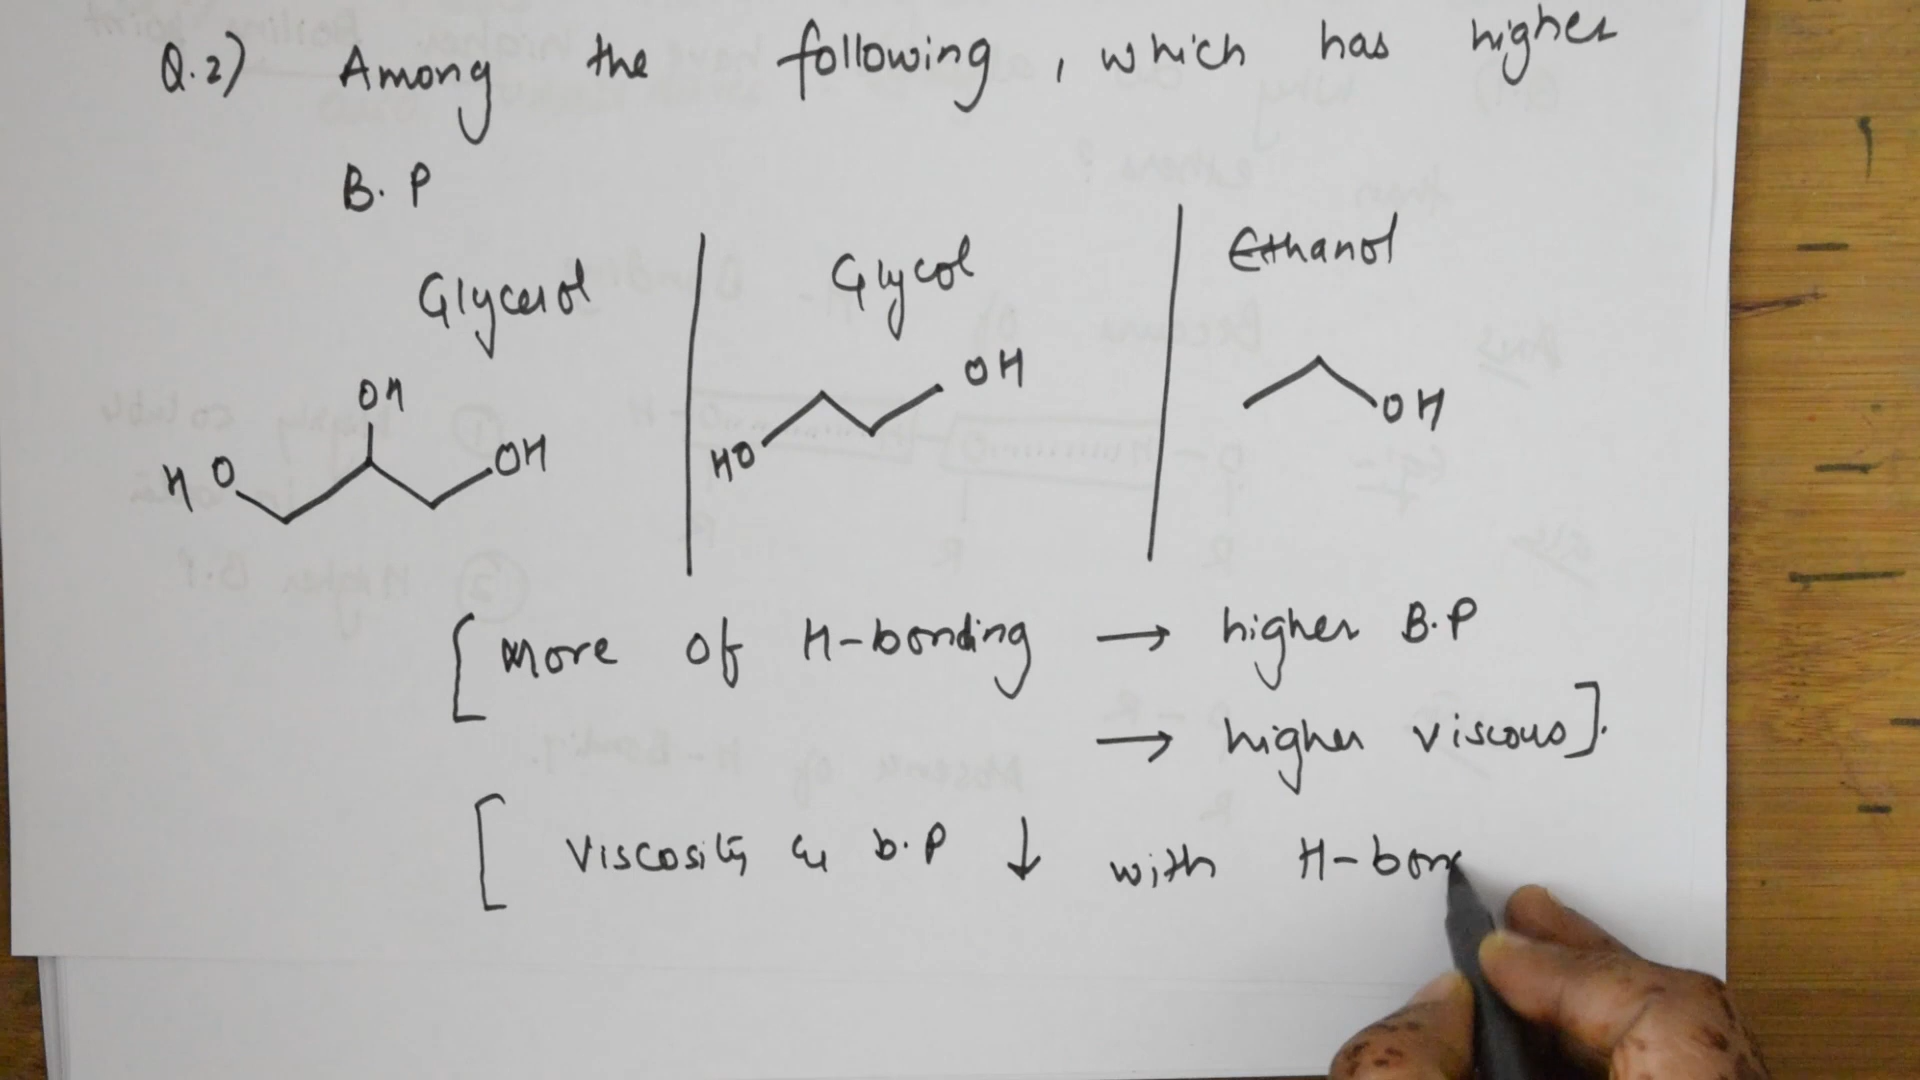 Q.2) Among the following, which has higher
B.P
Glycerol
Glycol
Ethanol
OH
HO
OH
OH
HO
OH
[More of H-bonding → higher B.P
→ higher viscous].
[ Viscosity & b.P ↓ with H-bon